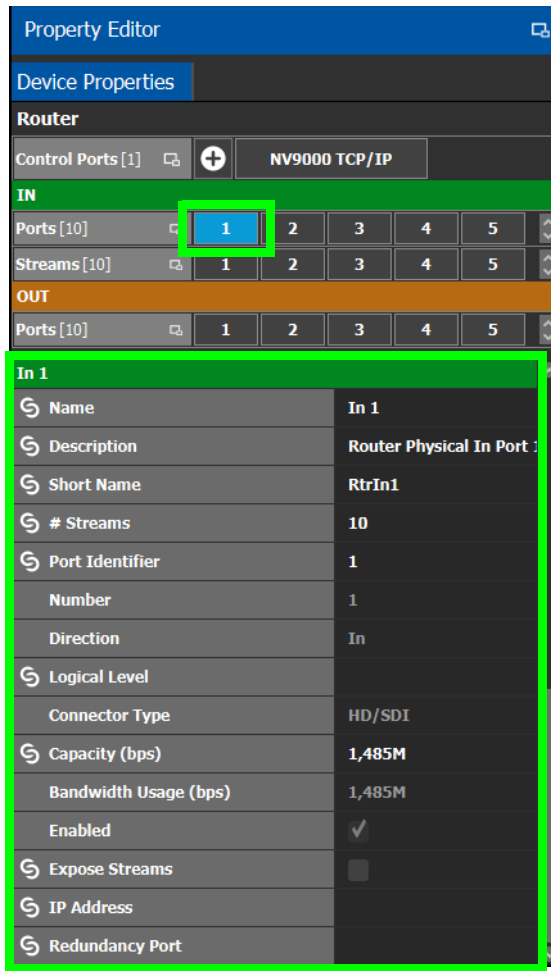 Property Editor
Device Properties
Router
Control Ports [1] NV9000 TCP/IP
IN
Ports [10] 1 2 3 4 5
Streams [10] 1 2 3 4 5
OUT
Ports [10] 1 2 3 4 5
In 1
Name In 1
Description Router Physical In Port 1
Short Name RtrIn1
# Streams 10
Port Identifier 1
Number 1
Direction In
Logical Level
Connector Type HD/SDI
Capacity (bps) 1,485M
Bandwidth Usage (bps) 1,485M
Enabled
Expose Streams
IP Address
Redundancy Port